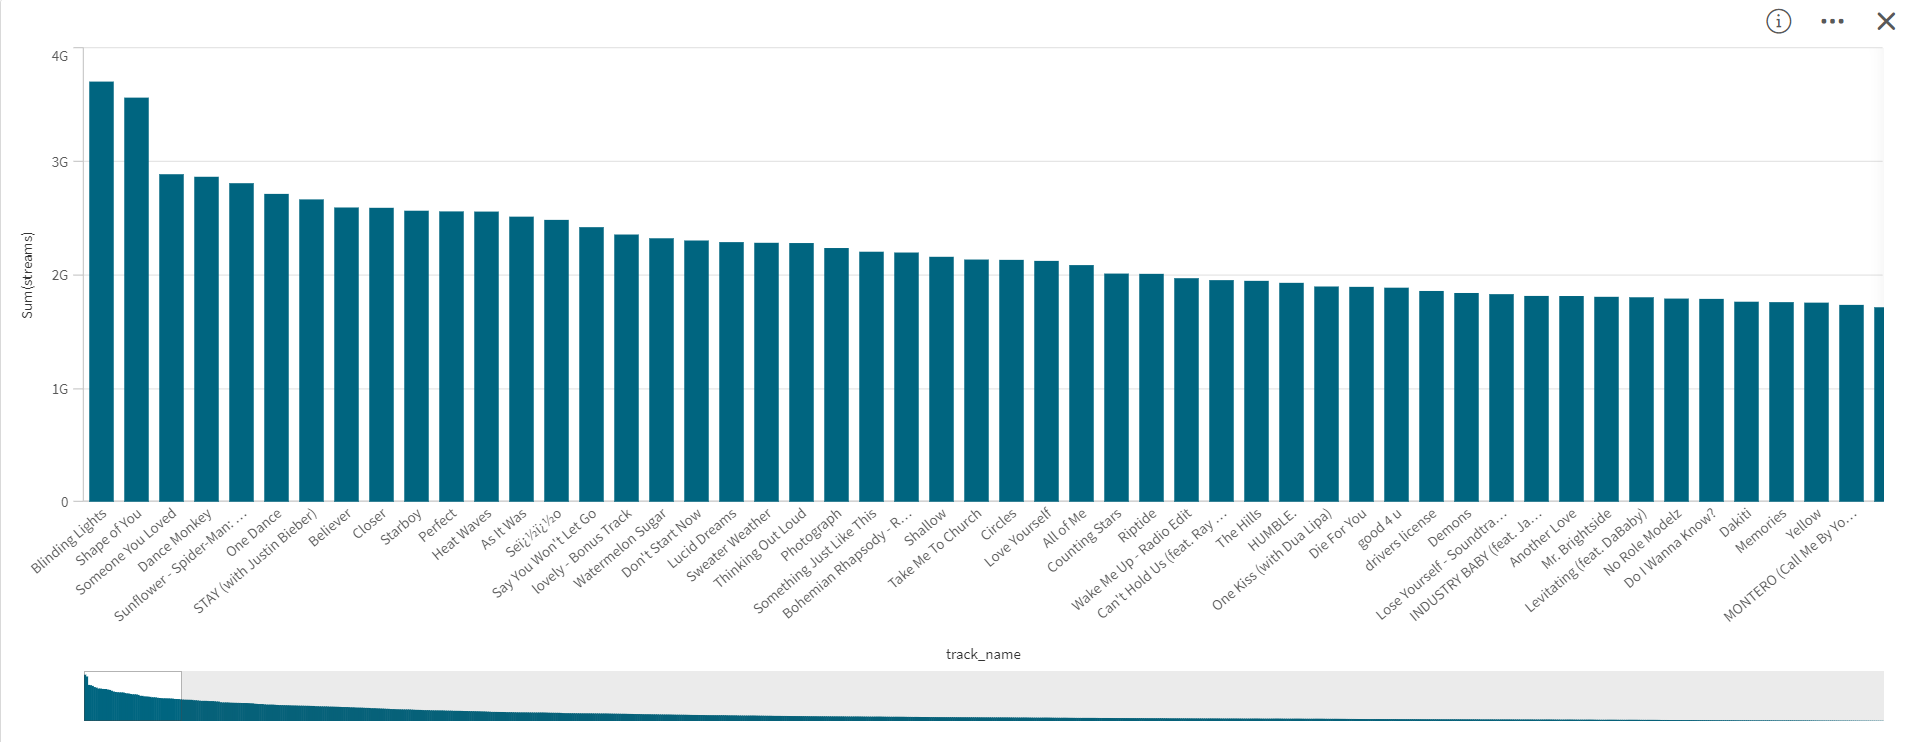 4G
3G
2G
1G
0
Sum(streams)
Blinding Lights
Shape of You
Someone You Loved
Dance Monkey
Sunflower - Spider-Man: …
One Dance
STAY (with Justin Bieber)
Believer
Closer
Starboy
Perfect
Heat Waves
As It Was
Seï¿½ï¿½o
Say You Won't Let Go
lovely - Bonus Track
Watermelon Sugar
Don't Start Now
Lucid Dreams
Sweater Weather
Thinking Out Loud
Photograph
Something Just Like This
Bohemian Rhapsody - R…
Shallow
Take Me To Church
Circles
Love Yourself
All of Me
Counting Stars
Riptide
Wake Me Up - Radio Edit
Can't Hold Us (feat. Ray …
The Hills
HUMBLE.
One Kiss (with Dua Lipa)
Die For You
good 4 u
drivers license
Demons
Lose Yourself - Soundtra…
INDUSTRY BABY (feat. Ja…
Another Love
Mr. Brightside
Levitating (feat. DaBaby)
No Role Modelz
Do I Wanna Know?
Dakiti
Memories
Yellow
MONTERO (Call Me By Yo…
track_name